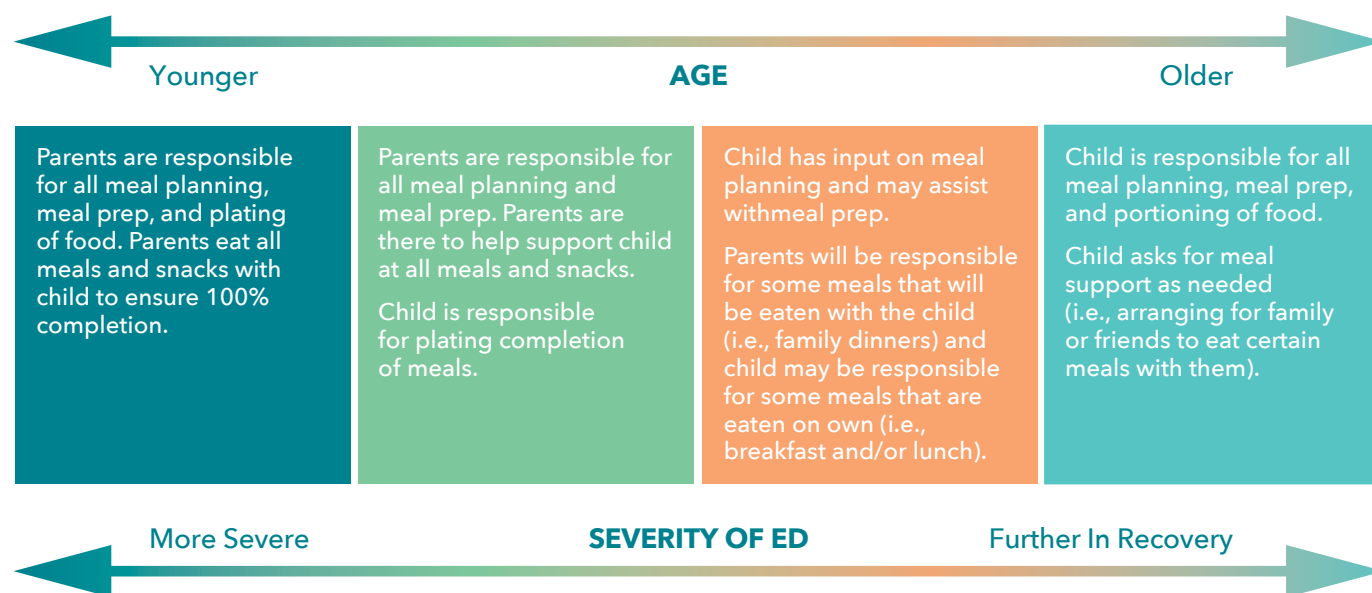 Younger
AGE
Older
Parents are responsible
for all meal planning,
meal prep, and plating
of food. Parents eat all
meals and snacks with
child to ensure 100%
completion.
Parents are responsible for
all meal planning and
meal prep. Parents are
there to help support child
at all meals and snacks.
Child is responsible
for plating completion
of meals.
Child has input on meal
planning and may assist
withmeal prep.
Parents will be responsible
for some meals that will
be eaten with the child
(i.e., family dinners) and
child may be responsible
for some meals that are
eaten on own (i.e.,
breakfast and/or lunch).
Child is responsible for all
meal planning, meal prep,
and portioning of food.
Child asks for meal
support as needed
(i.e., arranging for family
or friends to eat certain
meals with them).
More Severe
SEVERITY OF ED
Further In Recovery